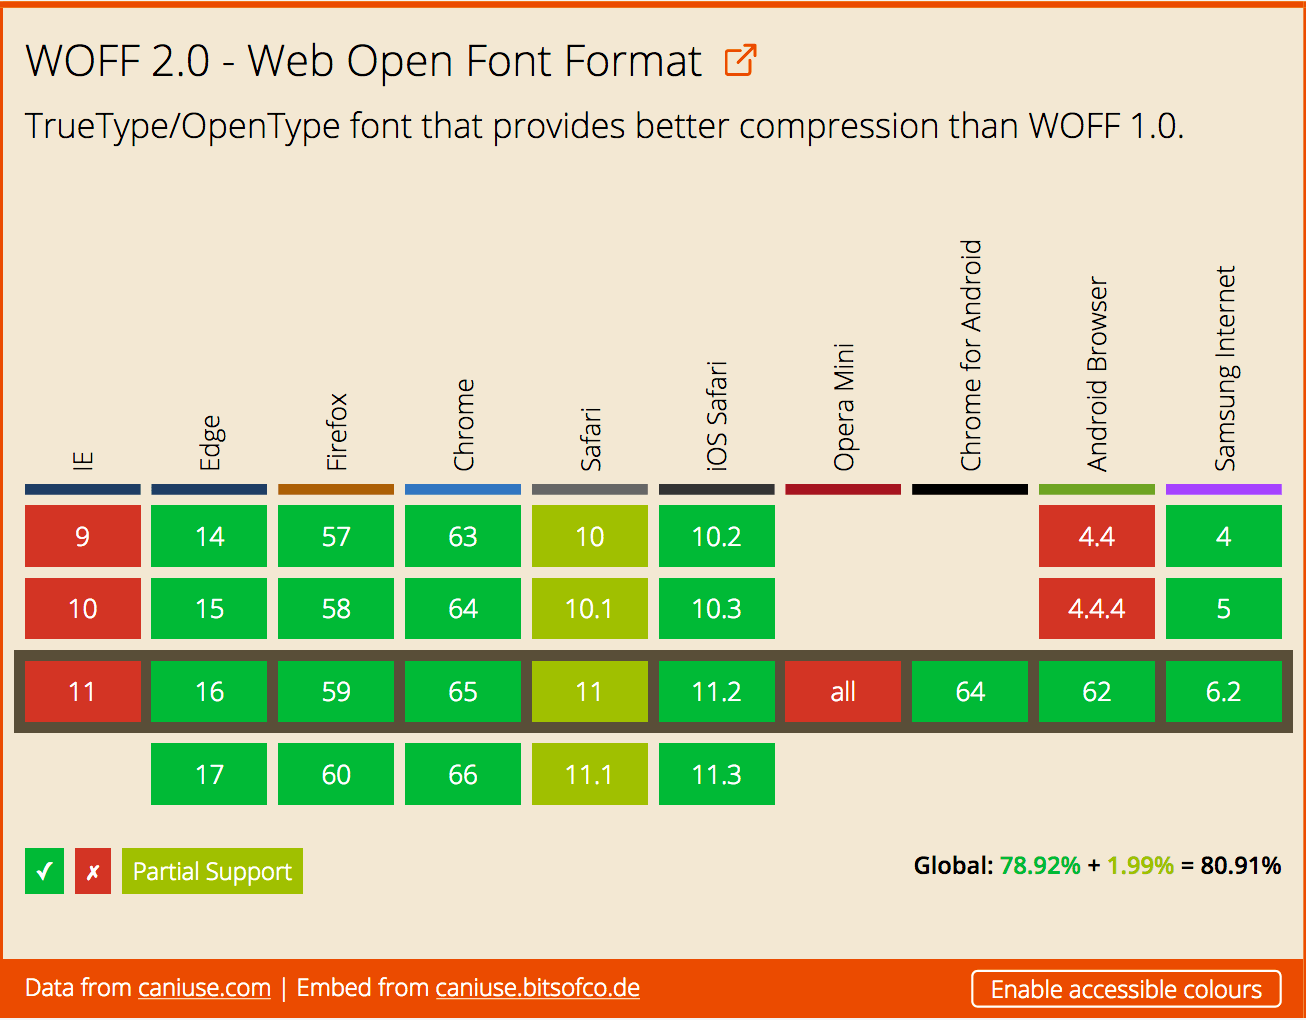 WOFF 2.0 - Web Open Font Format
TrueType/OpenType font that provides better compression than WOFF 1.0.
IE Edge Firefox Chrome Safari iOS Safari Opera Mini Chrome for Android Android Browser Samsung Internet
9 14 57 63 10 10.2 4.4 4
10 15 58 64 10.1 10.3 4.4.4 5
11 16 59 65 11 11.2 all 64 62 6.2
17 60 66 11.1 11.3
✓ ✗ Partial Support
Global: 78.92% + 1.99% = 80.91%
Data from caniuse.com | Embed from caniuse.bitsofco.de
Enable accessible colours